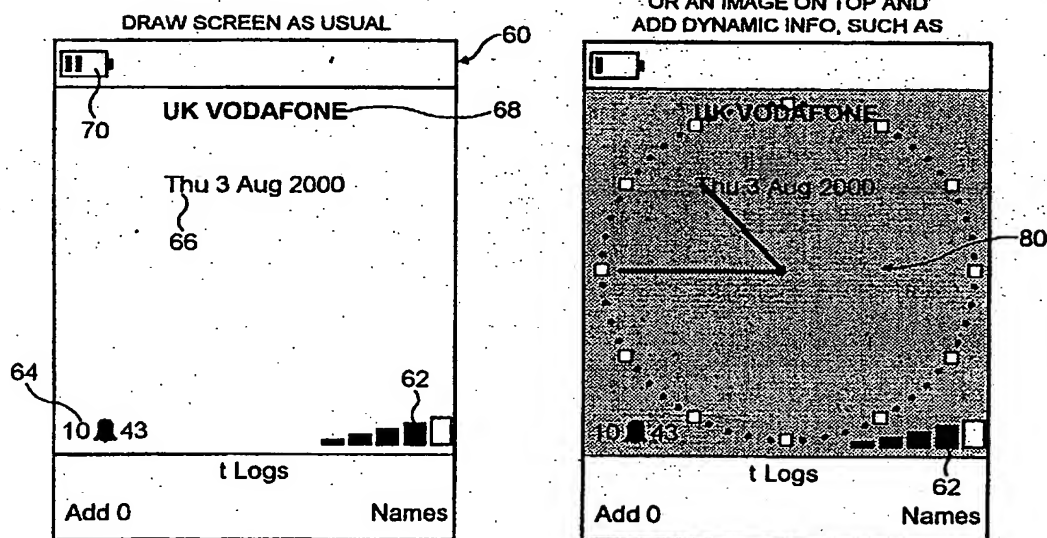 DRAW SCREEN AS USUAL
60
70
UK VODAFONE
68
Thu 3 Aug 2000
66
64
62
10 43
t Logs
Add 0 Names
OR AN IMAGE ON TOP AND
ADD DYNAMIC INFO, SUCH AS
UK VODAFONE
Thu 3 Aug 2000
80
10 43
62
t Logs
Add 0 Names